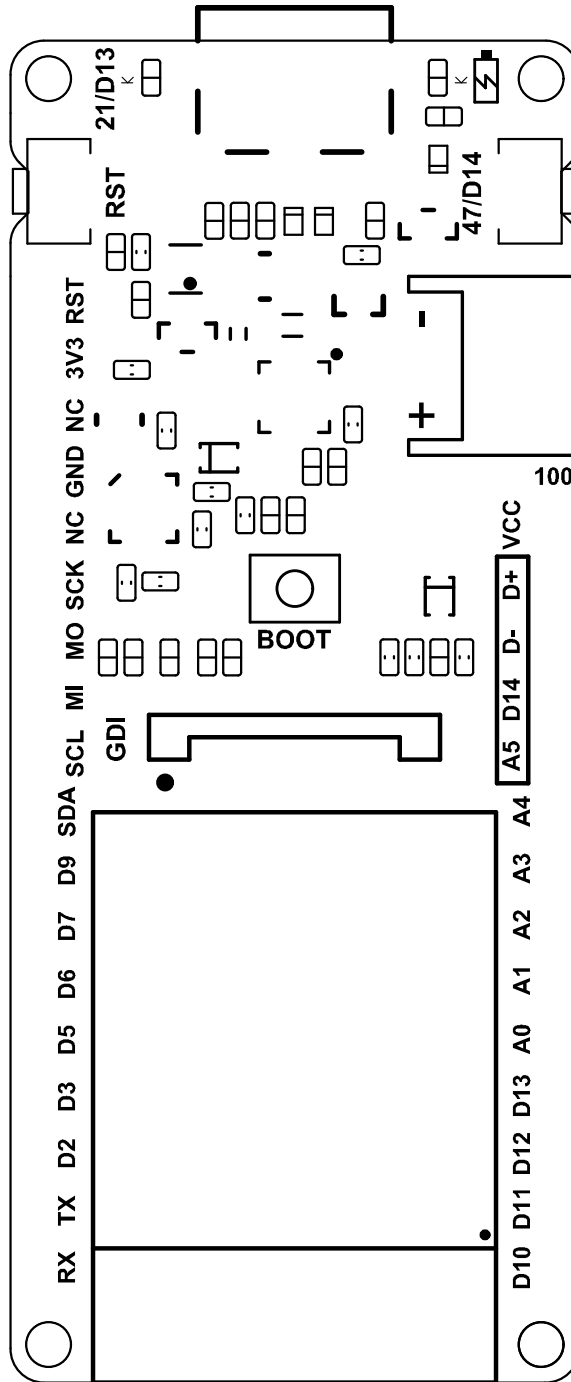 21/D13
K
K
RST
47/D14
RST
3V3
NC
GND
NC
SCK
MO
MI
SCL
SDA
D9
D7
D6
D5
D3
D2
TX
RX
-
+
100
BOOT
GDI
VCC
D+
D-
D14
A5
A4
A3
A2
A1
A0
D13
D12
D11
D10